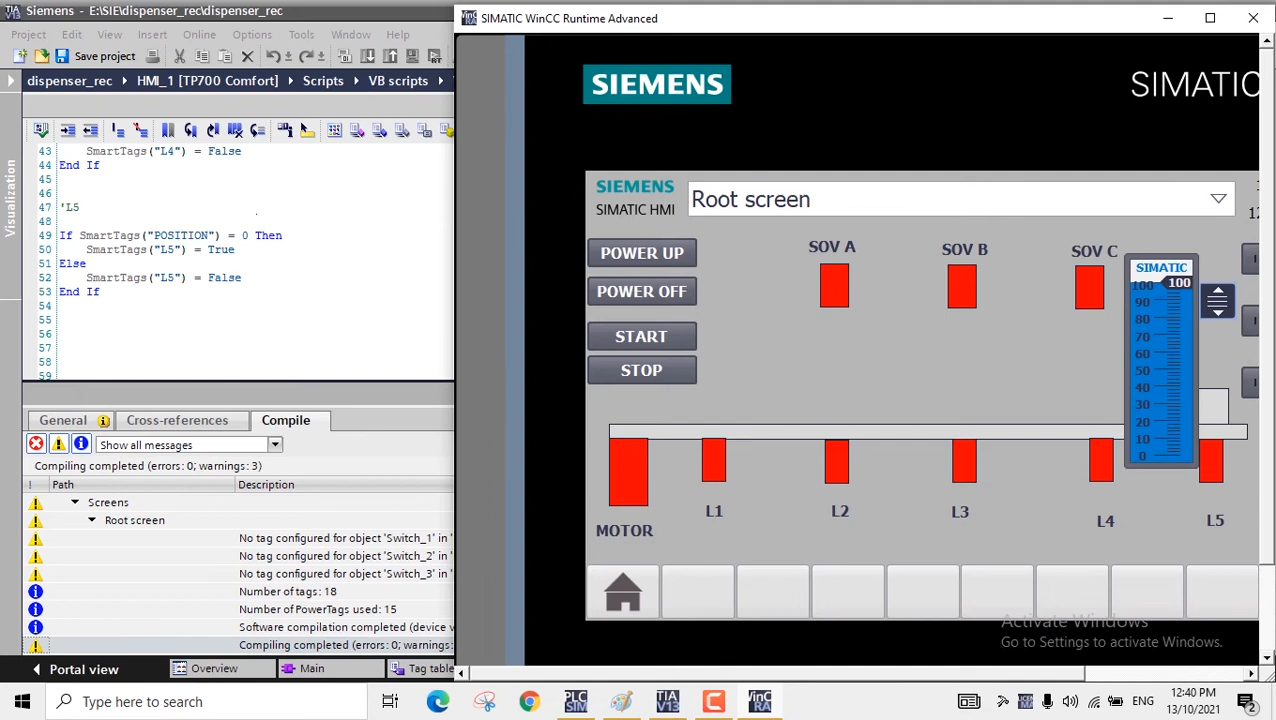 Siemens - E:\SIE\dispenser_rec\dispenser_rec
Project Edit View Insert Online Options Tools Window Help
Save project
dispenser_rec HMI_1 [TP700 Comfort] Scripts VB scripts
Visualization
43 SmartTags("L4") = False
44 End If
45
46
47 'L5
48
49 If SmartTags("POSITION") = 0 Then
50 SmartTags("L5") = True
51 Else
52 SmartTags("L5") = False
53 End If
54
55
56
57
58
59
General Cross-references Compile
Show all messages
Compiling completed (errors: 0; warnings: 3)
! Path Description
Screens
Root screen
No tag configured for object 'Switch_1' in '
No tag configured for object 'Switch_2' in '
No tag configured for object 'Switch_3' in '
Number of tags: 18
Number of PowerTags used: 15
Software compilation completed (device v
Compiling completed (errors: 0; warnings:
Portal view Overview Main Tag table
SIMATIC WinCC Runtime Advanced
SIEMENS
SIMATIC
SIEMENS
SIMATIC HMI
Root screen
12
POWER UP
POWER OFF
START
STOP
SOV A SOV B SOV C
SIMATIC
100 100
90
80
70
60
50
40
30
20
10
0
MOTOR L1 L2 L3 L4 L5
Activate Windows
Go to Settings to activate Windows.
Type here to search
PLC SIM
TIA V13
WinC RA
ENG
12:40 PM
13/10/2021
2